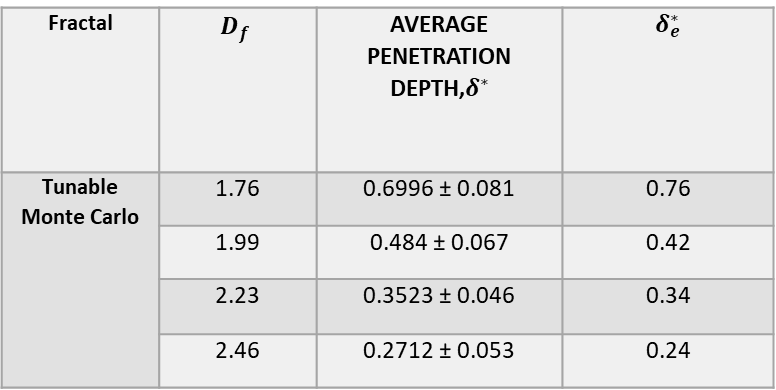 Fractal D_f AVERAGE PENETRATION DEPTH,δ* δ_e*
Tunable Monte Carlo 1.76 0.6996 ± 0.081 0.76
1.99 0.484 ± 0.067 0.42
2.23 0.3523 ± 0.046 0.34
2.46 0.2712 ± 0.053 0.24